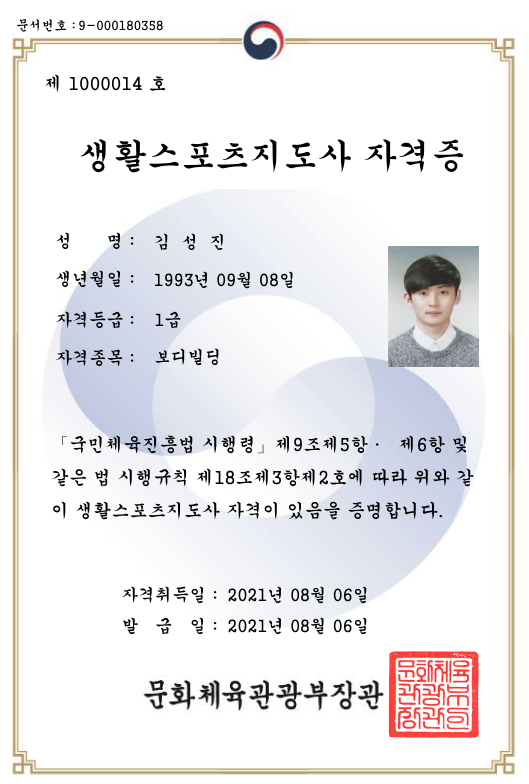 문서번호 : 9-000180358
제 1000014 호
생활스포츠지도사 자격증
성 명 : 김 성 진
생년월일 : 1993년 09월 08일
자격등급 : 1급
자격종목 : 보디빌딩
「국민체육진흥법 시행령」 제9조제5항 · 제6항 및
같은 법 시행규칙 제18조제3항제2호에 따라 위와 같
이 생활스포츠지도사 자격이 있음을 증명합니다.
자격취득일 : 2021년 08월 06일
발 급 일 : 2021년 08월 06일
문화체육관광부장관
문화체육
관광부
장관인